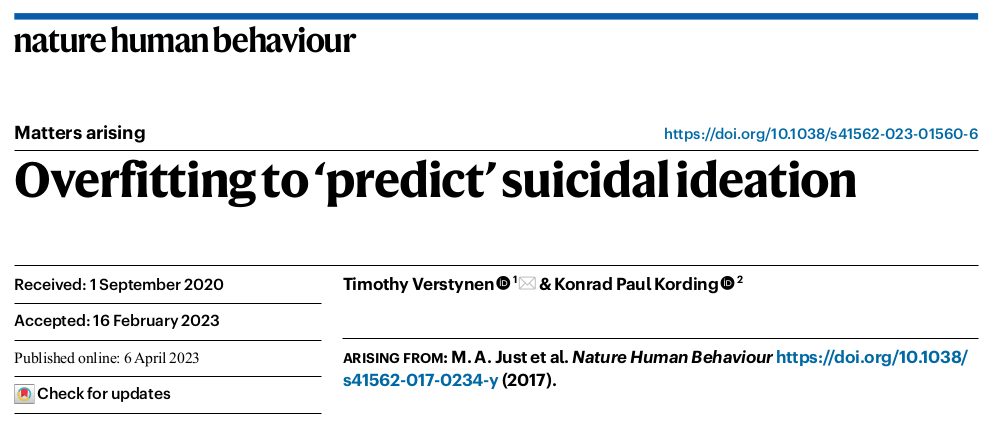 nature human behaviour
Matters arising
https://doi.org/10.1038/s41562-023-01560-6
Overfitting to ‘predict’ suicidal ideation
Received: 1 September 2020
Accepted: 16 February 2023
Published online: 6 April 2023
Check for updates
Timothy Verstynen iD 1 & Konrad Paul Kording iD 2
ARISING FROM: M. A. Just et al. Nature Human Behaviour https://doi.org/10.1038/
s41562-017-0234-y (2017).